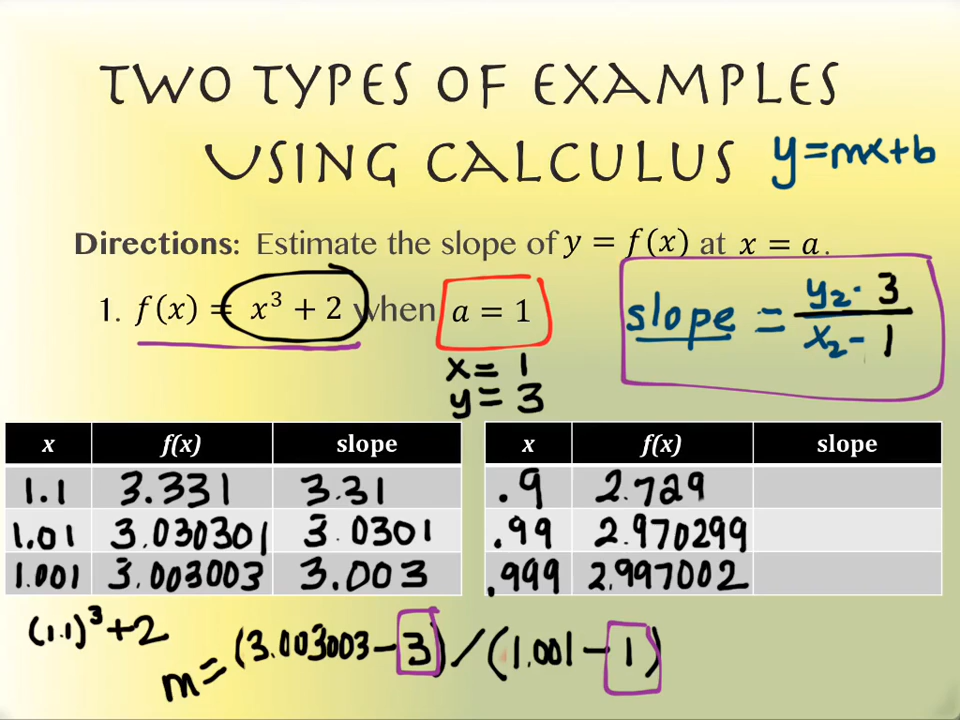 TWO TYPES OF EXAMPLES
USING CALCULUS y=mx+b
Directions: Estimate the slope of y = f(x) at x = a.
1. f(x) = x³ + 2 when a = 1
slope = y₂ - 3 / x₂ - 1
x = 1
y = 3
x f(x) slope x f(x) slope
1.1 3.331 3.31 .9 2.729
1.01 3.030301 3.0301 .99 2.970299
1.001 3.003003 3.003 .999 2.997002
(1.1)³+2
m = (3.003003 - 3) / (1.001 - 1)